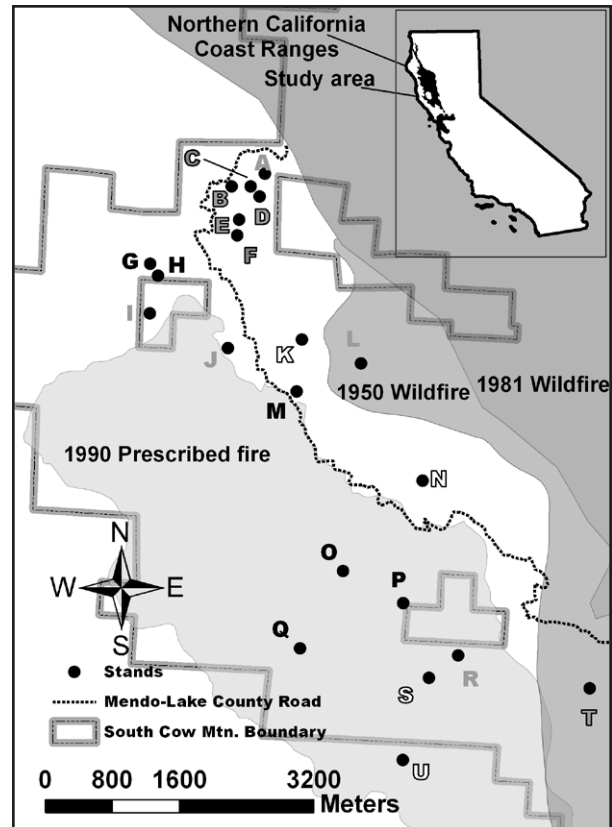 Northern California
Coast Ranges
Study area
A
C
B
D
E
F
G
H
I
J
K
L
1950 Wildfire
1981 Wildfire
M
1990 Prescribed fire
N
O
P
N
W
E
S
Q
R
S
T
U
Stands
Mendo-Lake County Road
South Cow Mtn. Boundary
0 800 1600 3200
Meters